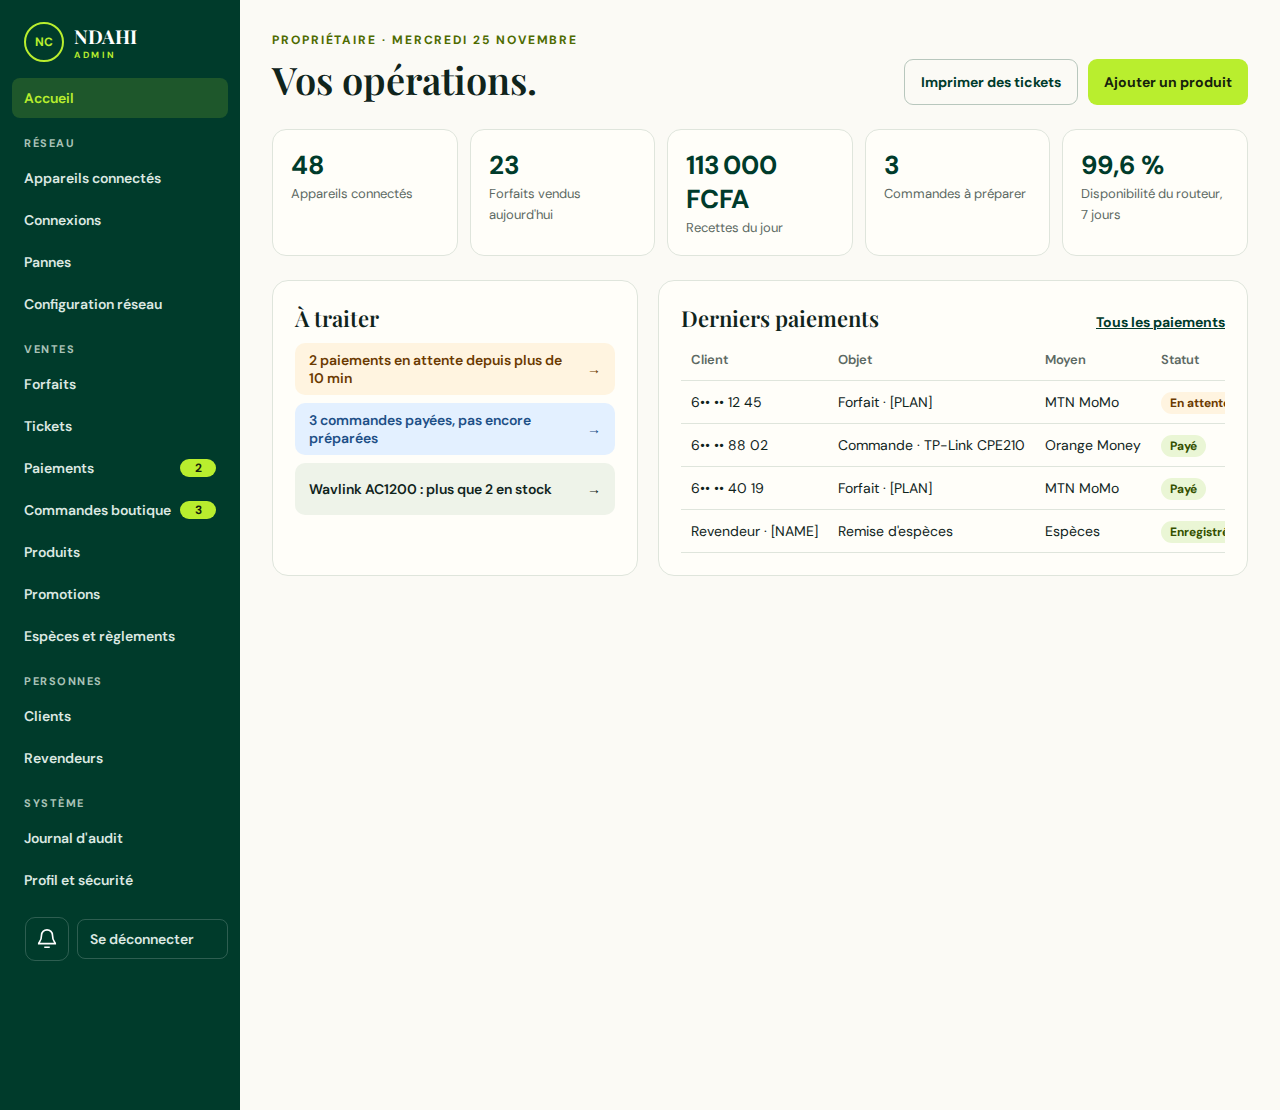 NC
NDAHI
ADMIN
Accueil
RÉSEAU
Appareils connectés
Connexions
Pannes
Configuration réseau
VENTES
Forfaits
Tickets
Paiements 2
Commandes boutique 3
Produits
Promotions
Espèces et règlements
PERSONNES
Clients
Revendeurs
SYSTÈME
Journal d'audit
Profil et sécurité
Se déconnecter
PROPRIÉTAIRE · MERCREDI 25 NOVEMBRE
Vos opérations.
Imprimer des tickets
Ajouter un produit
48
Appareils connectés
23
Forfaits vendus
aujourd'hui
113 000
FCFA
Recettes du jour
3
Commandes à préparer
99,6 %
Disponibilité du routeur,
7 jours
À traiter
2 paiements en attente depuis plus de
10 min →
3 commandes payées, pas encore
préparées →
Wavlink AC1200 : plus que 2 en stock →
Derniers paiements
Tous les paiements
Client Objet Moyen Statut
6•• •• 12 45 Forfait · [PLAN] MTN MoMo En attente
6•• •• 88 02 Commande · TP-Link CPE210 Orange Money Payé
6•• •• 40 19 Forfait · [PLAN] MTN MoMo Payé
Revendeur · [NAME] Remise d'espèces Espèces Enregistré